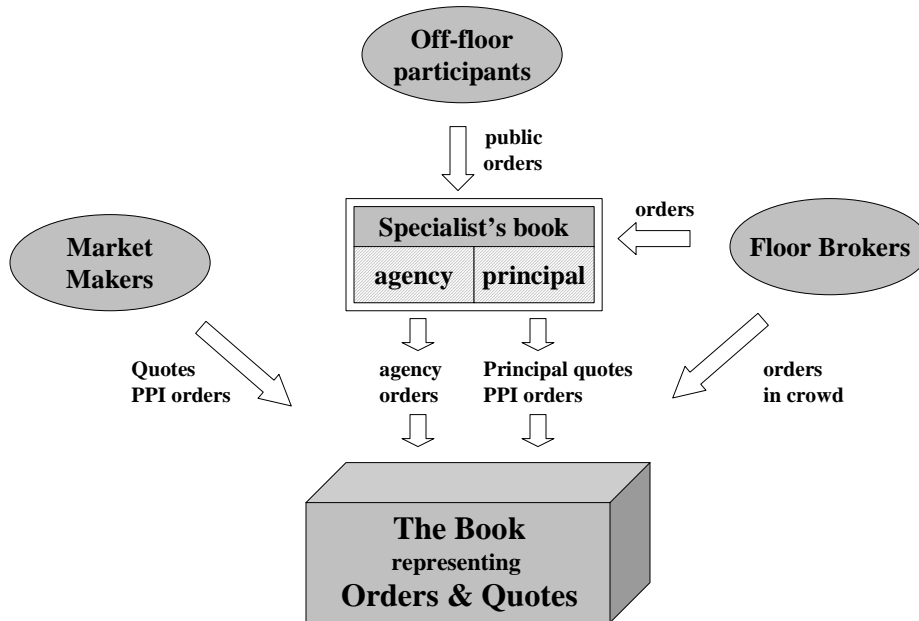 Off-floor
participants
public
orders
orders
Specialist's book
agency
principal
Market
Makers
Floor Brokers
Quotes
PPI orders
agency
orders
Principal quotes
PPI orders
orders
in crowd
The Book
representing
Orders & Quotes